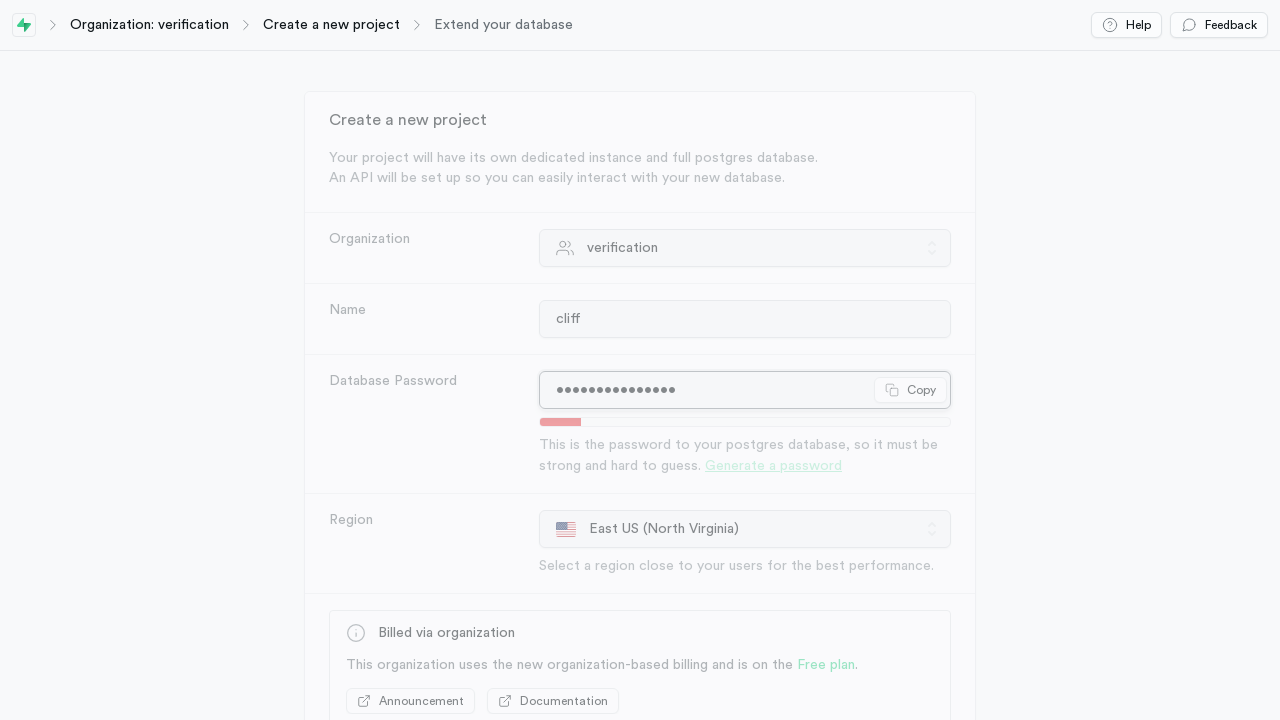 Organization: verification
Create a new project
Extend your database
Help
Feedback
Create a new project
Your project will have its own dedicated instance and full postgres database.
An API will be set up so you can easily interact with your new database.
Organization
verification
Name
cliff
Database Password
•••••••••••••••
Copy
This is the password to your postgres database, so it must be
strong and hard to guess. Generate a password
Region
East US (North Virginia)
Select a region close to your users for the best performance.
Billed via organization
This organization uses the new organization-based billing and is on the Free plan.
Announcement
Documentation